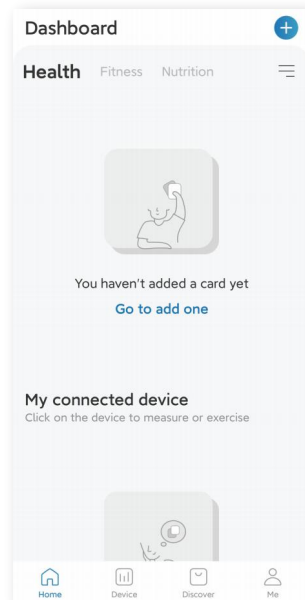 Dashboard
Health Fitness Nutrition
You haven't added a card yet
Go to add one
My connected device
Click on the device to measure or exercise
Home Device Discover Me